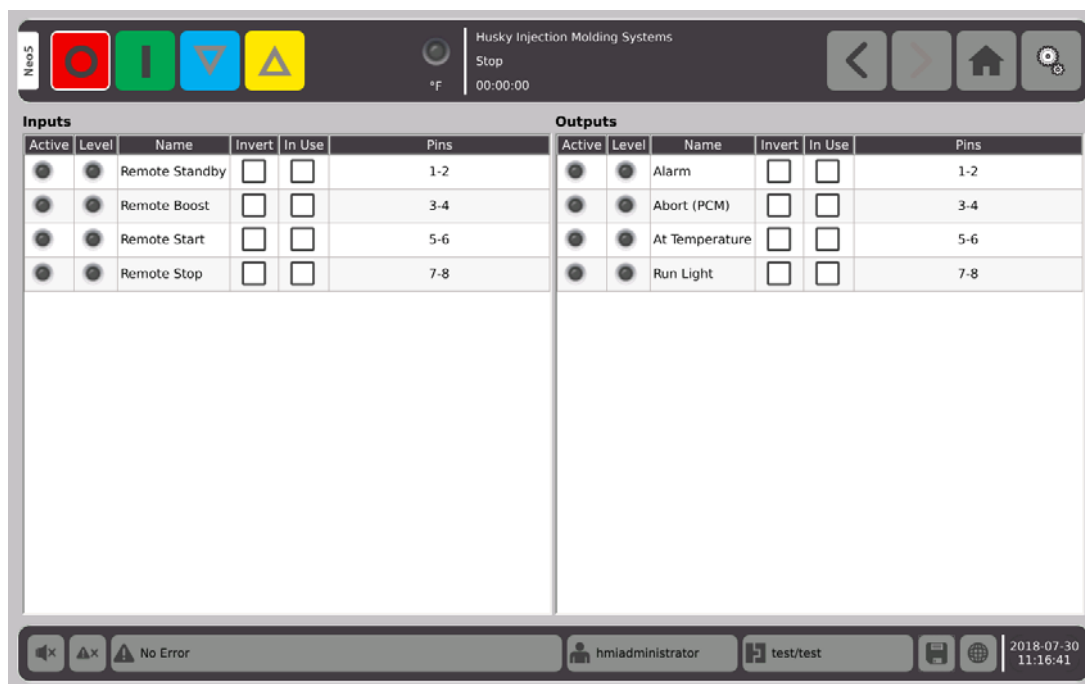 Neo5
Husky Injection Molding Systems
Stop
°F 00:00:00
Inputs
Active Level Name Invert In Use Pins
Remote Standby 1-2
Remote Boost 3-4
Remote Start 5-6
Remote Stop 7-8
Outputs
Active Level Name Invert In Use Pins
Alarm 1-2
Abort (PCM) 3-4
At Temperature 5-6
Run Light 7-8
No Error
hmiadministrator
test/test
2018-07-30
11:16:41